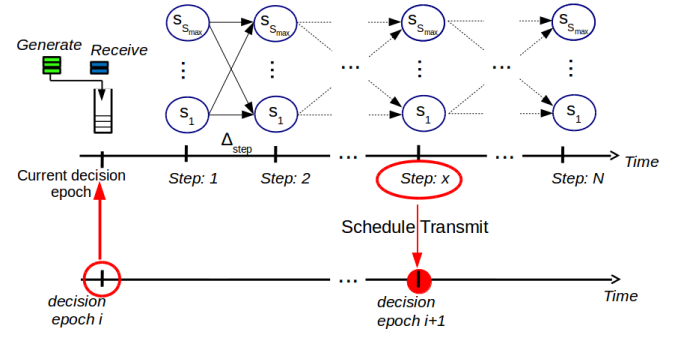 Generate
Receive
S_Smax S_Smax ... S_Smax ... S_Smax
⋮ ⋮ ⋮ ⋮
... ...
s_1 s_1 s_1 s_1
Δ_step
... ...
Time
Current decision
epoch
Step: 1 Step: 2 Step: x Step: N
Schedule Transmit
...
Time
decision
epoch i
decision
epoch i+1